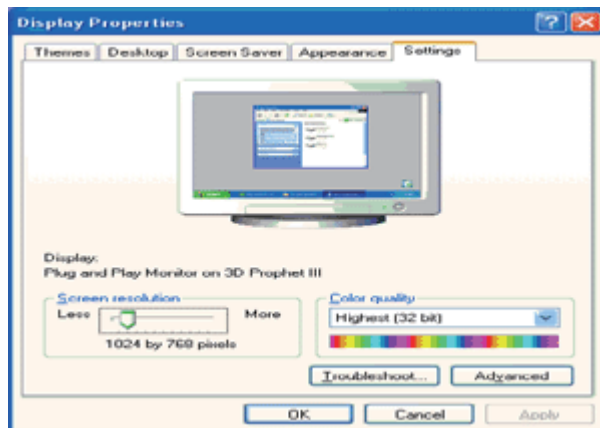 Display Properties
Themes Desktop Screen Saver Appearance Settings
Display:
Plug and Play Monitor on 3D Prophet III
Screen resolution
Less More
1024 by 768 pixels
Color quality
Highest (32 bit)
Troubleshoot... Advanced
OK Cancel Apply